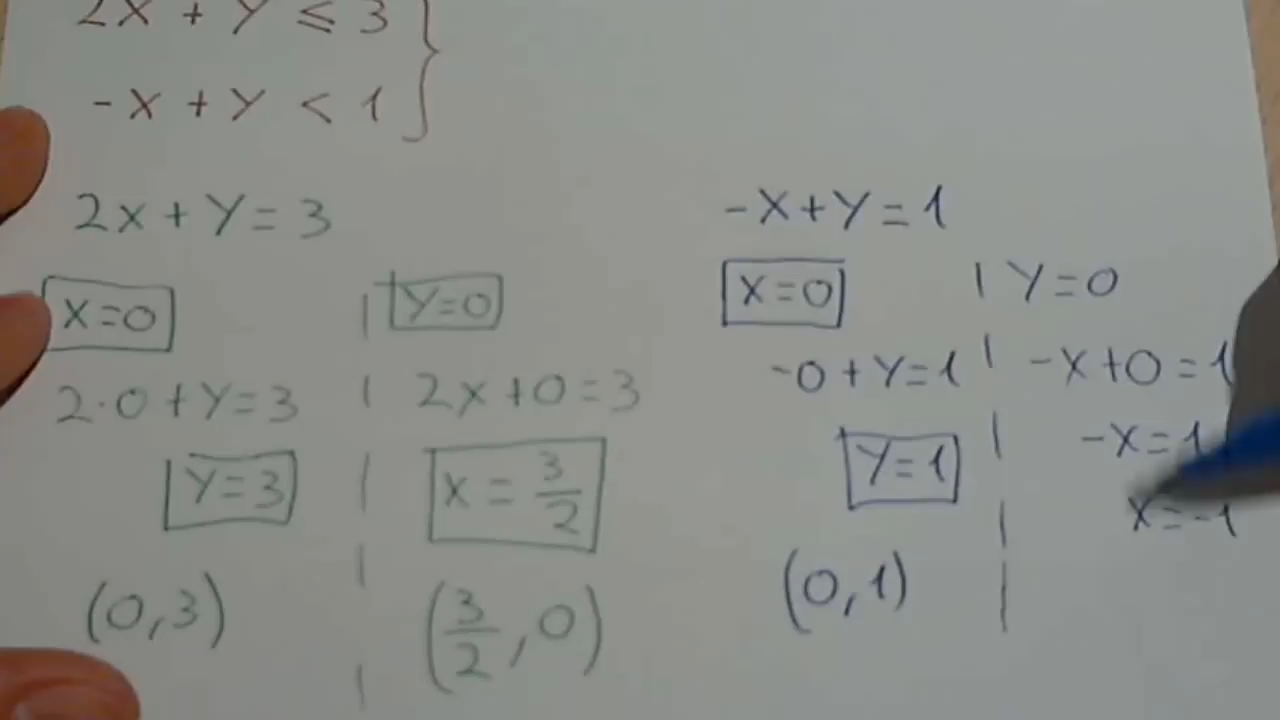 2x + y ≤ 3
-x + y < 1
2x + y = 3
x=0 | y=0
2·0+y=3 | 2x+0=3
y=3 | x = 3/2
(0,3) | (3/2, 0)
-x+y=1
x=0 | y=0
-0+y=1 | -x+0=1
y=1 | -x=1
x=-1
(0,1)